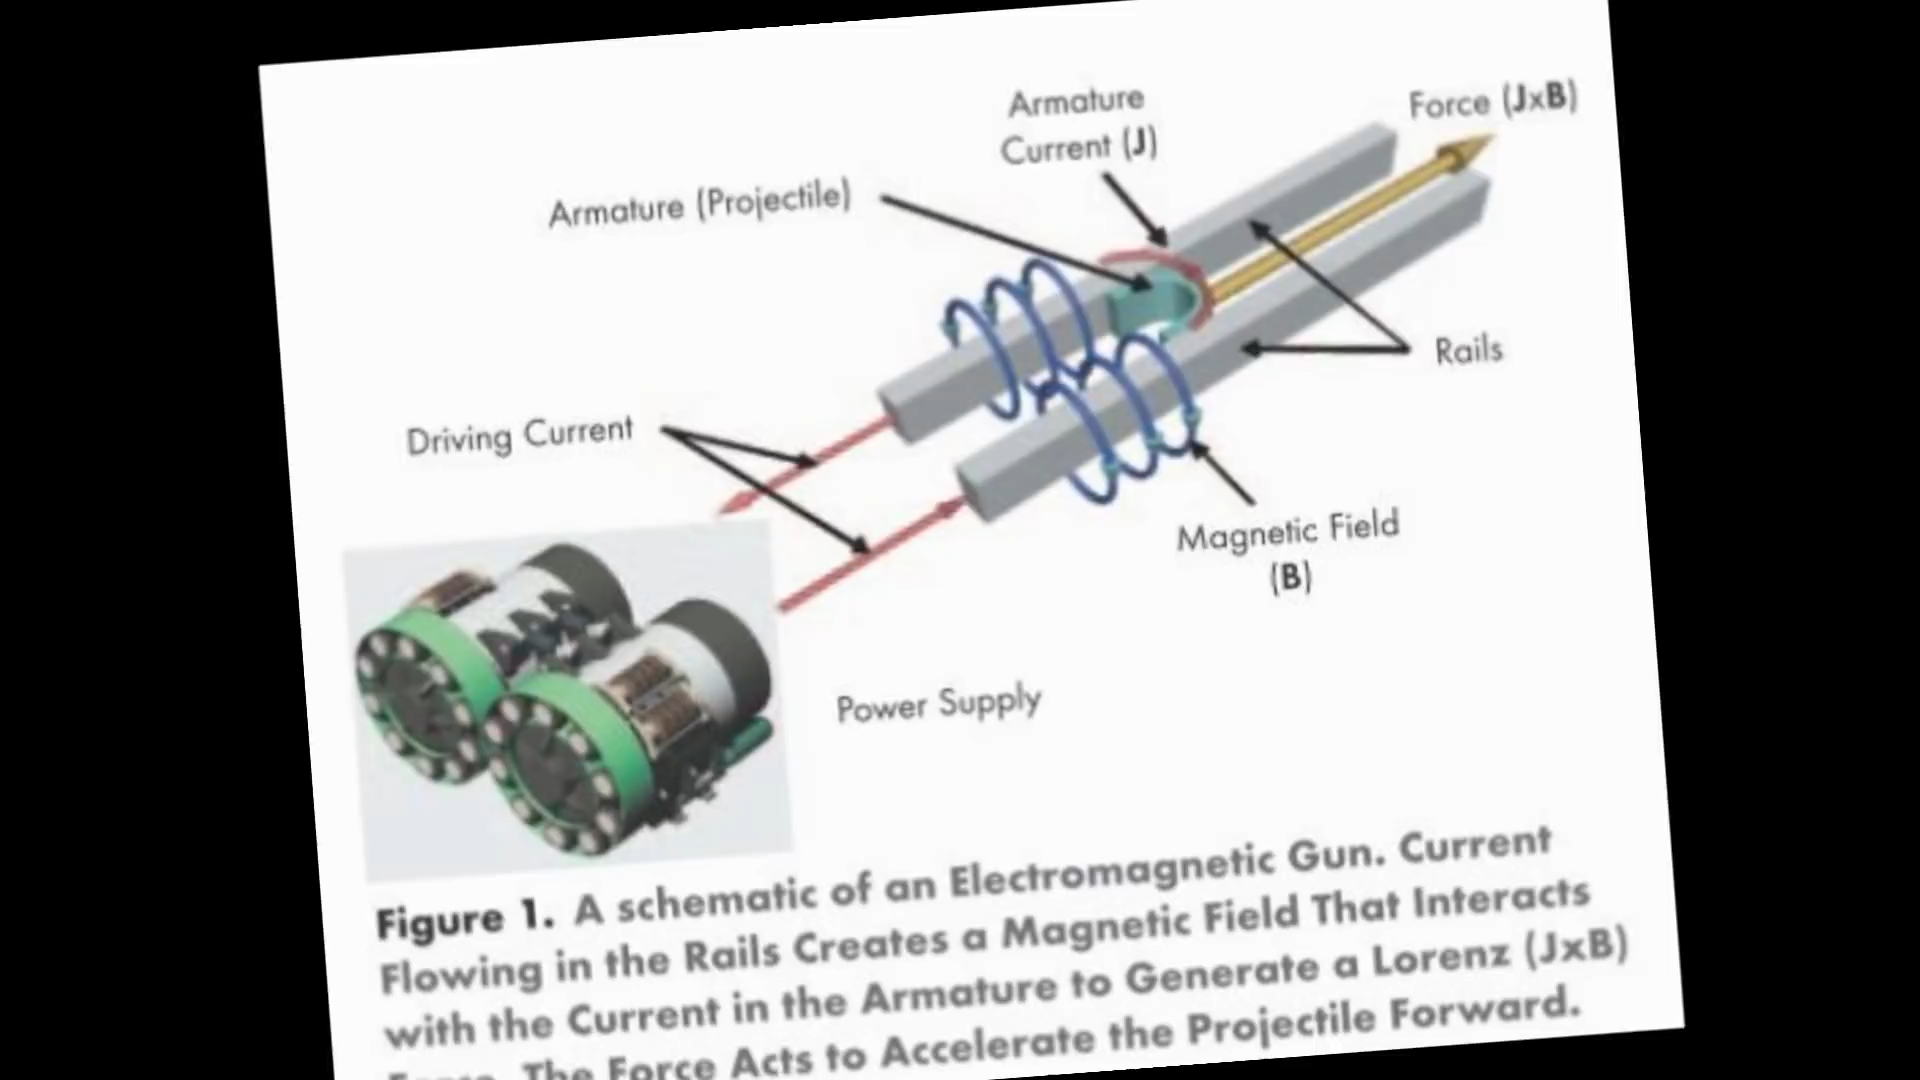 Armature
Current (J)
Force (JxB)
Armature (Projectile)
Rails
Driving Current
Magnetic Field
(B)
Power Supply
Figure 1. A schematic of an Electromagnetic Gun. Current
Flowing in the Rails Creates a Magnetic Field That Interacts
with the Current in the Armature to Generate a Lorenz (JxB)
Force. The Force Acts to Accelerate the Projectile Forward.